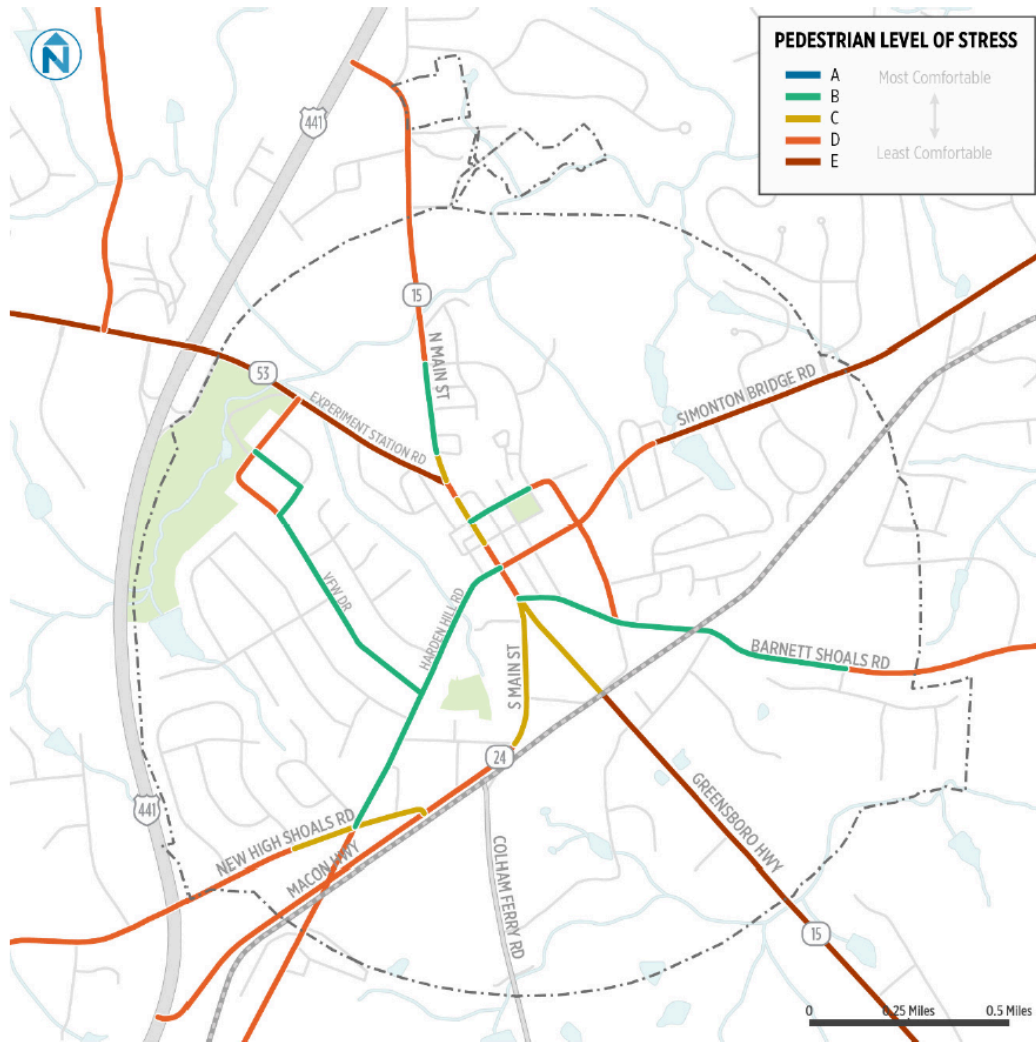 N
PEDESTRIAN LEVEL OF STRESS
A
Most Comfortable
B
C
D
Least Comfortable
E
441
15
N MAIN ST
53
EXPERIMENT STATION RD
SIMONTON BRIDGE RD
VFW DR
HARDEN HILL RD
S MAIN ST
BARNETT SHOALS RD
24
GREENSBORO HWY
441
NEW HIGH SHOALS RD
MACON HWY
COLHAM FERRY RD
15
0
0.25 Miles
0.5 Miles